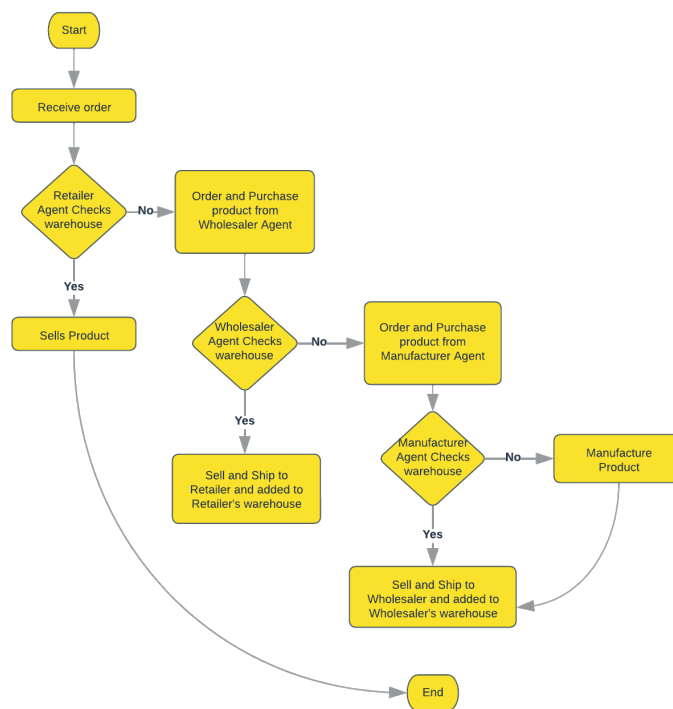 Start
Receive order
Retailer
Agent Checks
warehouse
No
Order and Purchase
product from
Wholesaler Agent
Yes
Sells Product
Wholesaler
Agent Checks
warehouse
No
Order and Purchase
product from
Manufacturer Agent
Yes
Sell and Ship to
Retailer and added to
Retailer's warehouse
Manufacturer
Agent Checks
warehouse
No
Manufacture
Product
Yes
Sell and Ship to
Wholesaler and added to
Wholesaler's warehouse
End